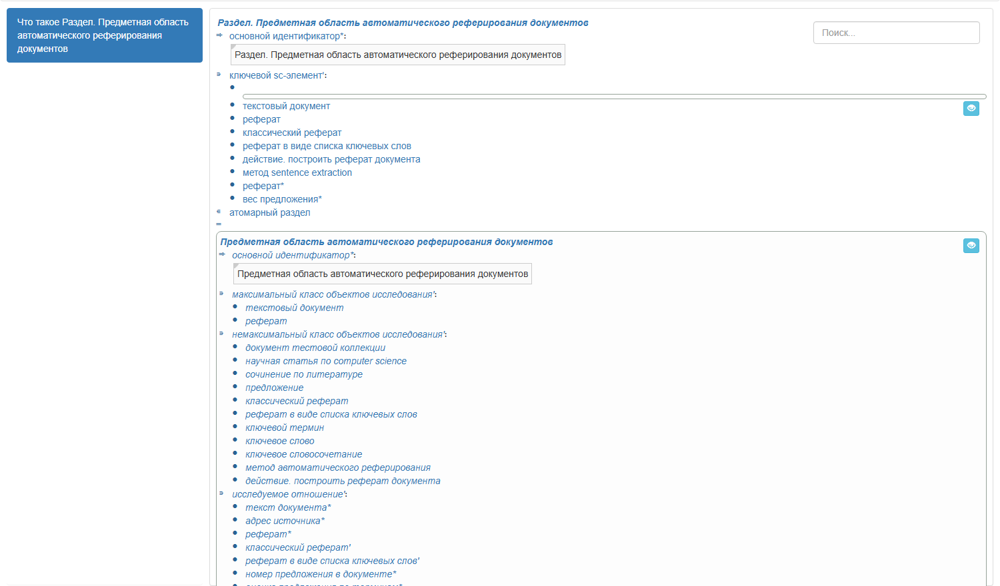 Что такое Раздел. Предметная область
автоматического реферирования
документов
Раздел. Предметная область автоматического реферирования документов
Поиск...
⇒ основной идентификатор*:
Раздел. Предметная область автоматического реферирования документов
∋ ключевой sc-элемент':
•
• текстовый документ
• реферат
• классический реферат
• реферат в виде списка ключевых слов
• действие. построить реферат документа
• метод sentence extraction
• реферат*
• вес предложения*
∈ атомарный раздел
=
Предметная область автоматического реферирования документов
⇒ основной идентификатор*:
Предметная область автоматического реферирования документов
∋ максимальный класс объектов исследования':
• текстовый документ
• реферат
∋ немаксимальный класс объектов исследования':
• документ тестовой коллекции
• научная статья по computer science
• сочинение по литературе
• предложение
• классический реферат
• реферат в виде списка ключевых слов
• ключевой термин
• ключевое слово
• ключевое словосочетание
• метод автоматического реферирования
• действие. построить реферат документа
∋ исследуемое отношение':
• текст документа*
• адрес источника*
• реферат*
• классический реферат'
• реферат в виде списка ключевых слов'
• номер предложения в документе*